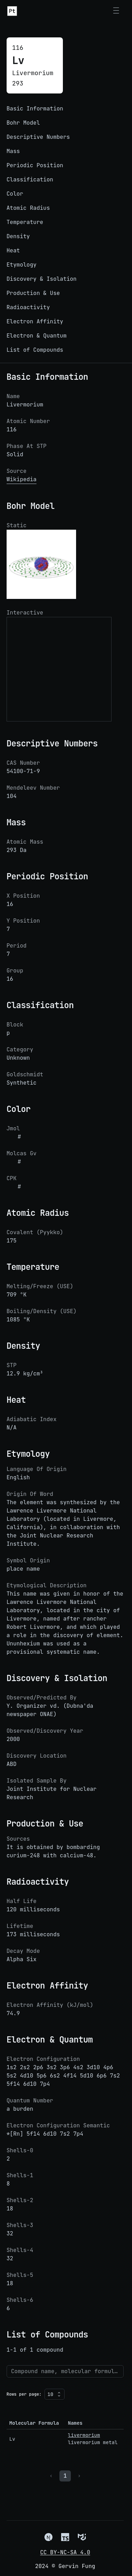 Pt
116
Lv
Livermorium
293
Basic Information
Bohr Model
Descriptive Numbers
Mass
Periodic Position
Classification
Color
Atomic Radius
Temperature
Density
Heat
Etymology
Discovery & Isolation
Production & Use
Radioactivity
Electron Affinity
Electron & Quantum
List of Compounds
Basic Information
Name
Livermorium
Atomic Number
116
Phase At STP
Solid
Source
Wikipedia
Bohr Model
Static
Interactive
Descriptive Numbers
CAS Number
54100-71-9
Mendeleev Number
104
Mass
Atomic Mass
293 Da
Periodic Position
X Position
16
Y Position
7
Period
7
Group
16
Classification
Block
p
Category
Unknown
Goldschmidt
Synthetic
Color
Jmol
#
Molcas Gv
#
CPK
#
Atomic Radius
Covalent (Pyykko)
175
Temperature
Melting/Freeze (USE)
709 °K
Boiling/Density (USE)
1085 °K
Density
STP
12.9 kg/cm³
Heat
Adiabatic Index
N/A
Etymology
Language Of Origin
English
Origin Of Word
The element was synthesized by the
Lawrence Livermore National
Laboratory (located in Livermore,
California), in collaboration with
the Joint Nuclear Research
Institute.
Symbol Origin
place name
Etymological Description
This name was given in honor of the
Lawrence Livermore National
Laboratory, located in the city of
Livermore, named after rancher
Robert Livermore, and which played
a role in the discovery of element.
Ununhexium was used as a
provisional systematic name.
Discovery & Isolation
Observed/Predicted By
Y. Organizer vd. (Dubna'da
newspaper DNAE)
Observed/Discovery Year
2000
Discovery Location
ABD
Isolated Sample By
Joint Institute for Nuclear
Research
Production & Use
Sources
It is obtained by bombarding
curium-248 with calcium-48.
Radioactivity
Half Life
120 milliseconds
Lifetime
173 milliseconds
Decay Mode
Alpha Six
Electron Affinity
Electron Affinity (kJ/mol)
74.9
Electron & Quantum
Electron Configuration
1s2 2s2 2p6 3s2 3p6 4s2 3d10 4p6
5s2 4d10 5p6 6s2 4f14 5d10 6p6 7s2
5f14 6d10 7p4
Quantum Number
a burden
Electron Configuration Semantic
*[Rn] 5f14 6d10 7s2 7p4
Shells-0
2
Shells-1
8
Shells-2
18
Shells-3
32
Shells-4
32
Shells-5
18
Shells-6
6
List of Compounds
1-1 of 1 compound
Compound name, molecular formul…
Rows per page: 10
Molecular Formula Names
Lv livermorium
livermorium metal
‹ 1 ›
N TS
CC BY-NC-SA 4.0
2024 © Gervin Fung